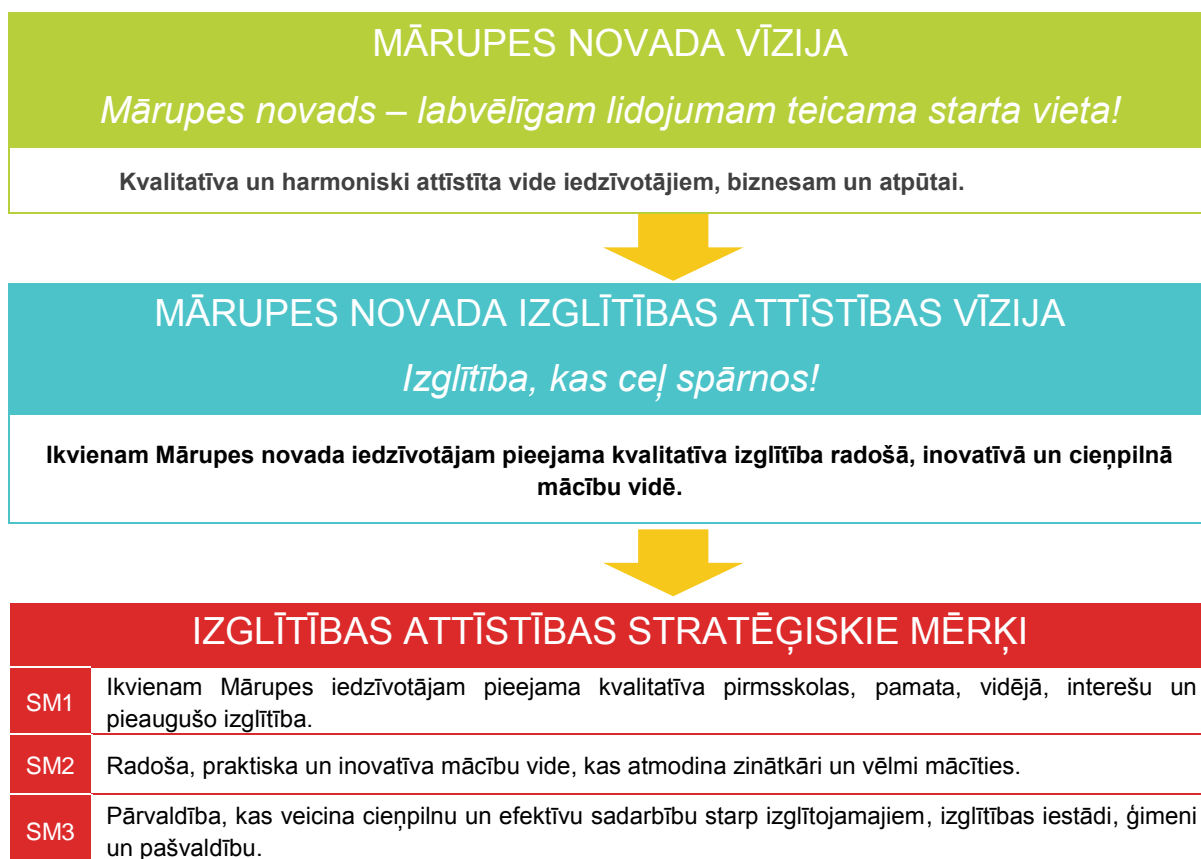 MĀRUPES NOVADA VĪZIJA
Mārupes novads – labvēlīgam lidojumam teicama starta vieta!
Kvalitatīva un harmoniski attīstīta vide iedzīvotājiem, biznesam un atpūtai.
MĀRUPES NOVADA IZGLĪTĪBAS ATTĪSTĪBAS VĪZIJA
Izglītība, kas ceļ spārnos!
Ikvienam Mārupes novada iedzīvotājam pieejama kvalitatīva izglītība radošā, inovatīvā un cieņpilnā
mācību vidē.
IZGLĪTĪBAS ATTĪSTĪBAS STRATĒĢISKIE MĒRĶI
SM1 Ikvienam Mārupes iedzīvotājam pieejama kvalitatīva pirmsskolas, pamata, vidējā, interešu un
pieaugušo izglītība.
SM2 Radoša, praktiska un inovatīva mācību vide, kas atmodina zinātkāri un vēlmi mācīties.
SM3 Pārvaldība, kas veicina cieņpilnu un efektīvu sadarbību starp izglītojamajiem, izglītības iestādi, ģimeni
un pašvaldību.